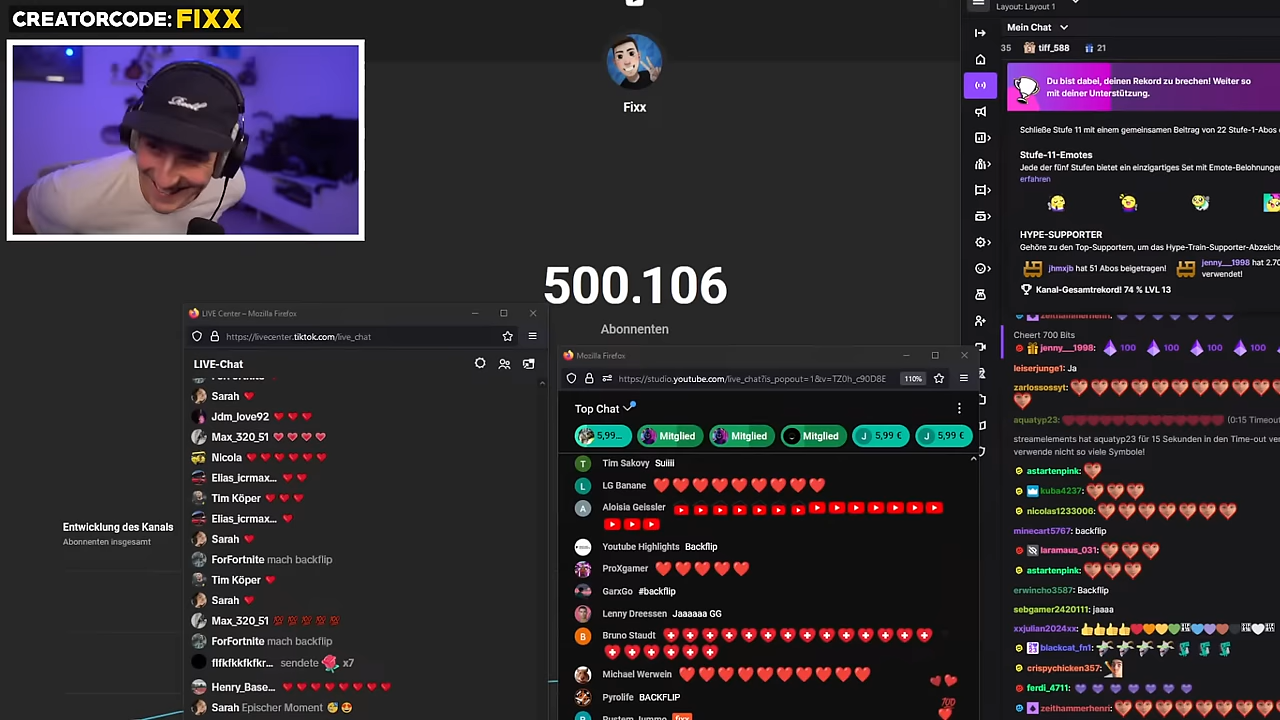 CREATORCODE: FIXX
Fixx
500.106
Abonnenten
Entwicklung des Kanals
Abonnenten insgesamt
LIVE Center – Mozilla Firefox
https://livecenter.tiktok.com/live_chat
LIVE-Chat
Sarah
Jdm_love92
Max_320_51
Nicola
Elias_icrmax...
Tim Köper
Elias_icrmax...
Sarah
ForFortnite mach backflip
Tim Köper
Sarah
Max_320_51 💯💯💯💯💯
ForFortnite mach backflip
flfkfkkfkfkr... sendete x7
Henry_Base...
Sarah Epischer Moment
Mozilla Firefox
https://studio.youtube.com/live_chat?is_popout=1&v=TZ0h_c90D8E
110%
Top Chat
5,99...
Mitglied
Mitglied
Mitglied
J 5,99 €
J 5,99 €
T Tim Sakovy Suiiii
L LG Banane
A Aloisia Geissler
Youtube Highlights Backflip
ProXgamer
GarxGo #backflip
Lenny Dreessen Jaaaaaa GG
B Bruno Staudt
Michael Werwein
Pyrolife BACKFLIP
fixx
Layout: Layout 1
Mein Chat
35 tiff_588 21
Du bist dabei, deinen Rekord zu brechen! Weiter so
mit deiner Unterstützung.
Schließe Stufe 11 mit einem gemeinsamen Beitrag von 22 Stufe-1-Abos
Stufe-11-Emotes
Jede der fünf Stufen bietet ein einzigartiges Set mit Emote-Belohnungen
erfahren
HYPE-SUPPORTER
Gehöre zu den Top-Supportern, um das Hype-Train-Supporter-Abzeiche
jhmxjb hat 51 Abos beigetragen!
jenny__1998 hat 2.70
verwendet!
Kanal-Gesamtrekord! 74 % LVL 13
zeithammerhenri:
Cheert 700 Bits
jenny__1998: 100 100 100 100
leiserjunge1: Ja
zarlossossyt:
aquatyp23: (0:15 Timeout
streamelements hat aquatyp23 für 15 Sekunden in den Time-out ver
verwende nicht so viele Symbole!
astartenpink:
kuba4237:
nicolas1233006:
minecart5767: backflip
laramaus_031:
astartenpink:
erwincho3587: Backflip
sebgamer2420111: jaaaa
xxjulian2024xx:
blackcat_fn1:
crispychicken357:
ferdi_4711:
zeithammerhenri: